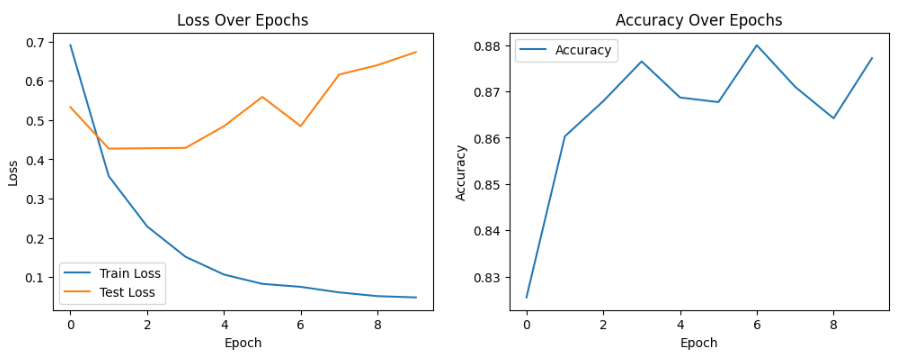 Loss Over Epochs
0.7
0.6
0.5
0.4
0.3
0.2
0.1
Loss
Train Loss
Test Loss
0 2 4 6 8
Epoch
Accuracy Over Epochs
0.88
0.87
0.86
0.85
0.84
0.83
Accuracy
Accuracy
0 2 4 6 8
Epoch